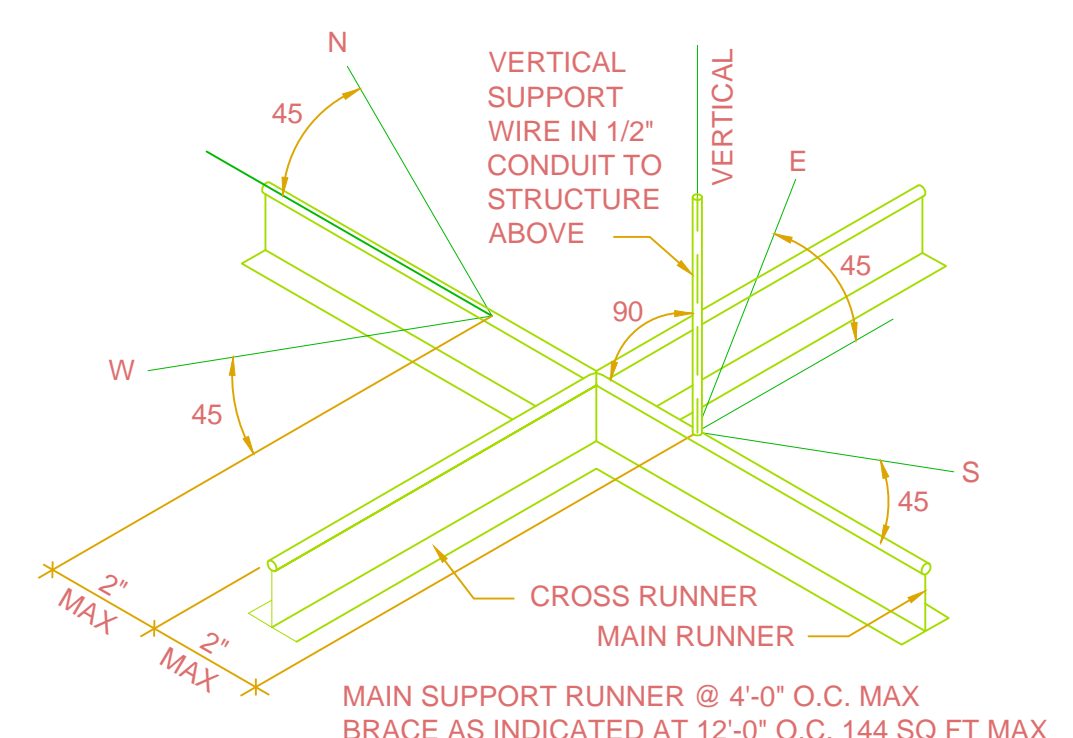 N
VERTICAL
SUPPORT
WIRE IN 1/2"
CONDUIT TO
STRUCTURE
ABOVE
VERTICAL
E
45
45
90
W
45
S
45
2"
MAX
2"
MAX
CROSS RUNNER
MAIN RUNNER
MAIN SUPPORT RUNNER @ 4'-0" O.C. MAX
BRACE AS INDICATED AT 12'-0" O.C. 144 SQ FT MAX